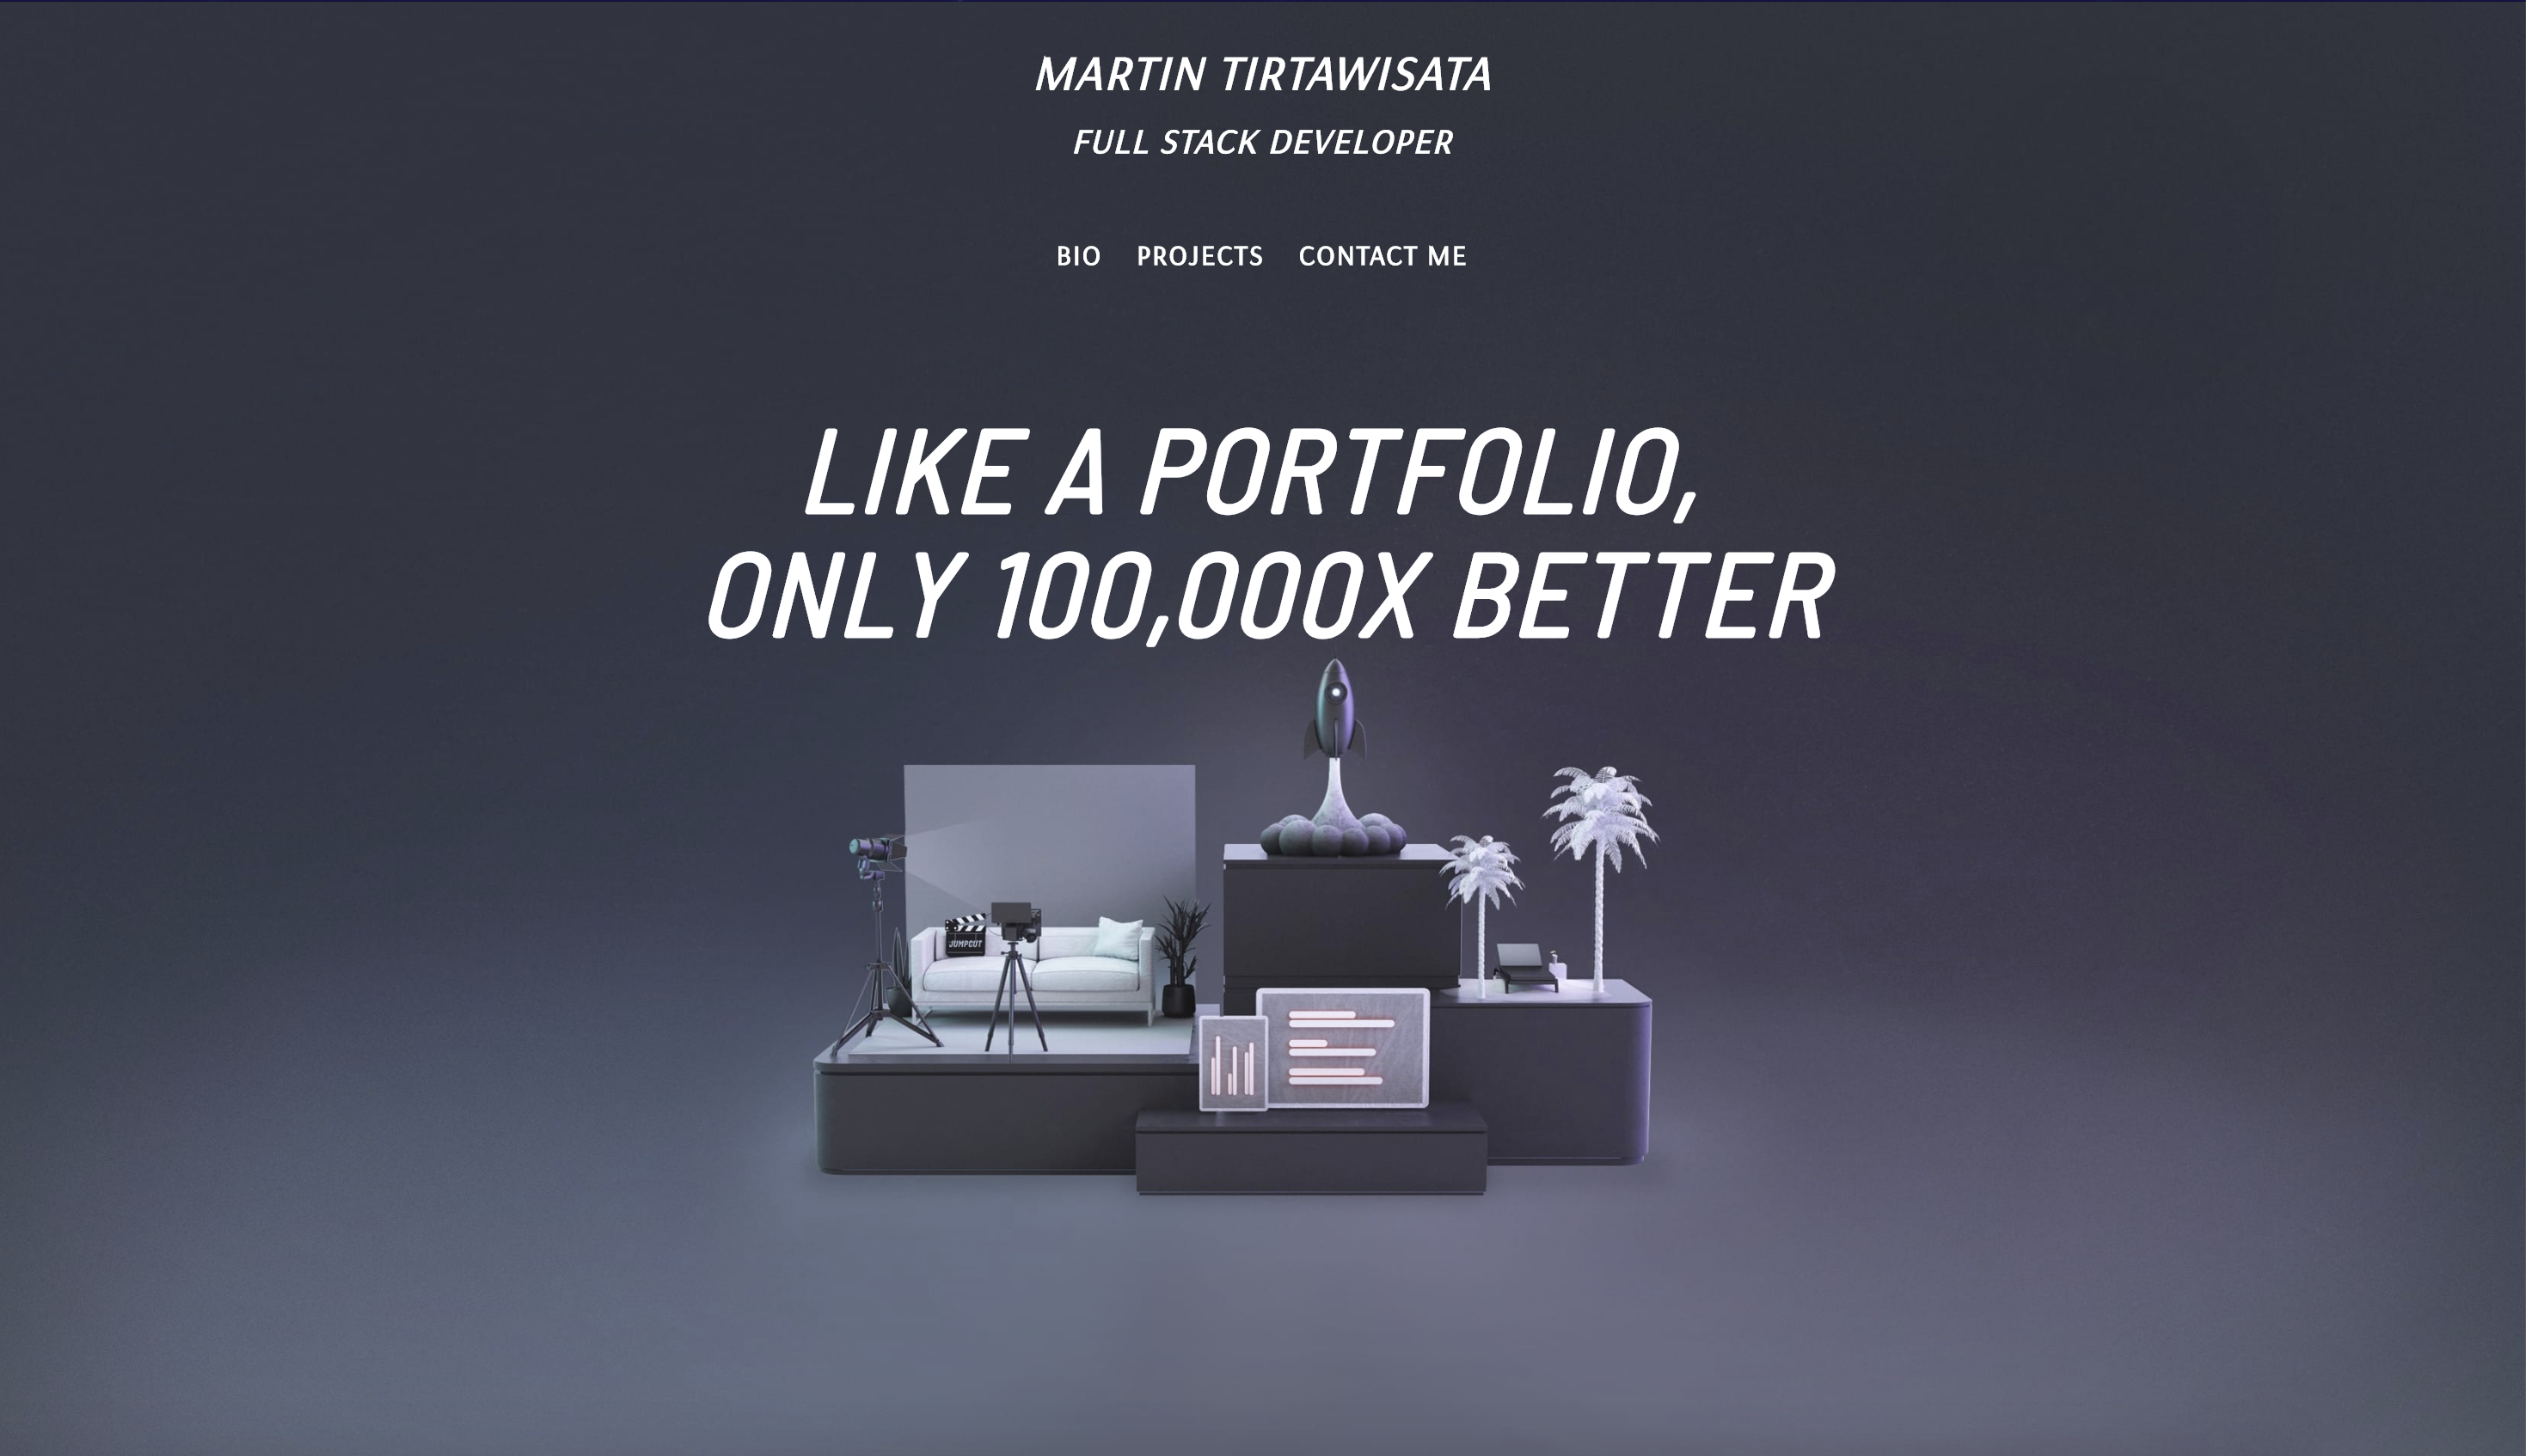 MARTIN TIRTAWISATA
FULL STACK DEVELOPER
BIO PROJECTS CONTACT ME
LIKE A PORTFOLIO,
ONLY 100,000X BETTER
JUMPCUT